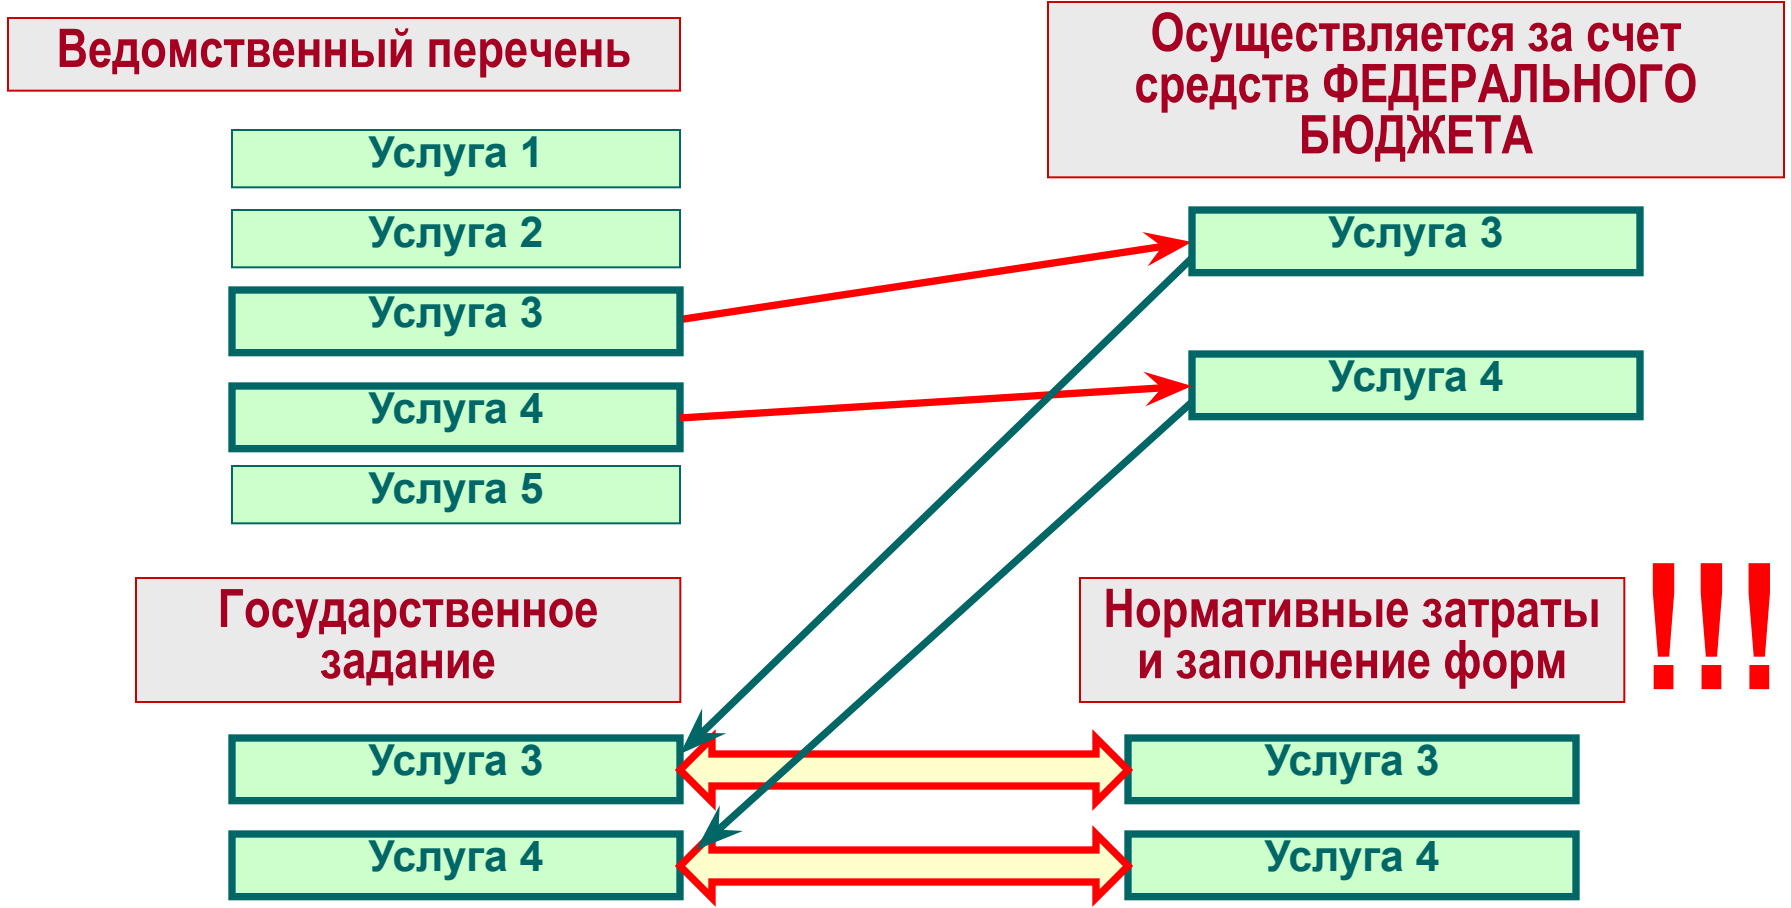 Ведомственный перечень
Услуга 1
Услуга 2
Услуга 3
Услуга 4
Услуга 5
Осуществляется за счет
средств ФЕДЕРАЛЬНОГО
БЮДЖЕТА
Услуга 3
Услуга 4
Государственное
задание
Услуга 3
Услуга 4
Нормативные затраты
и заполнение форм
!!!
Услуга 3
Услуга 4